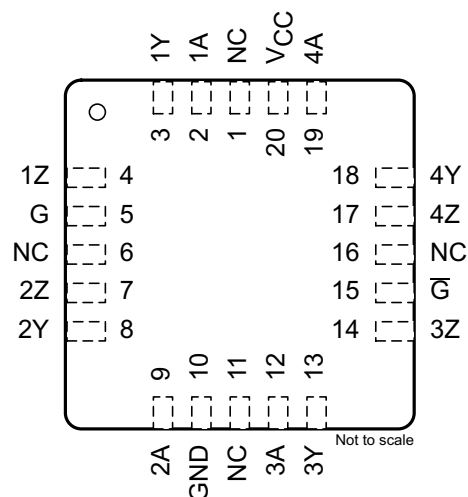 1Y 1A NC VCC 4A
3 2 1 20 19
1Z 4 18 4Y
G 5 17 4Z
NC 6 16 NC
2Z 7 15 G̅
2Y 8 14 3Z
9 10 11 12 13
Not to scale
2A GND NC 3A 3Y